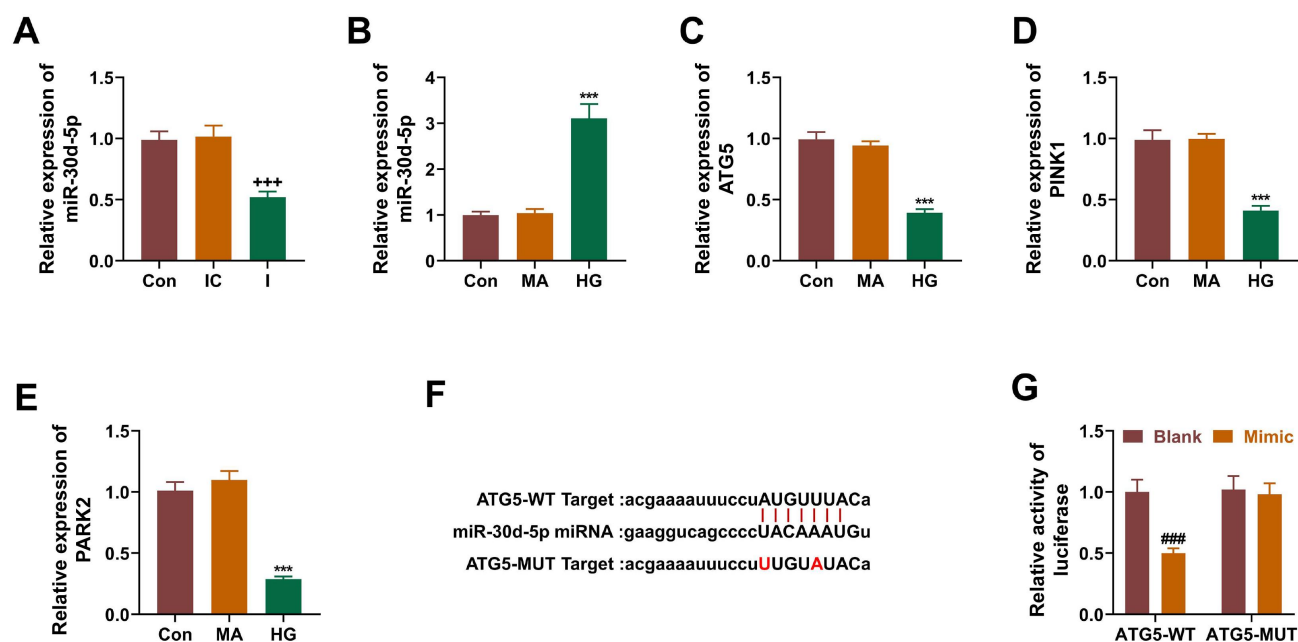 A
Relative expression of
miR-30d-5p
1.5
1.0
0.5
0.0
+++
Con IC I
B
Relative expression of
miR-30d-5p
4
3
2
1
0
***
Con MA HG
C
Relative expression of
ATG5
1.5
1.0
0.5
0.0
***
Con MA HG
D
Relative expression of
PINK1
1.5
1.0
0.5
0.0
***
Con MA HG
E
Relative expression of
PARK2
1.5
1.0
0.5
0.0
***
Con MA HG
F
ATG5-WT Target :acgaaaauuuccuAUGUUUACa
miR-30d-5p miRNA :gaaggucagccccUACAAAUGu
ATG5-MUT Target :acgaaaauuuccuUUGUAUACa
G
Relative activity of
luciferase
Blank Mimic
1.5
1.0
0.5
0.0
###
ATG5-WT ATG5-MUT